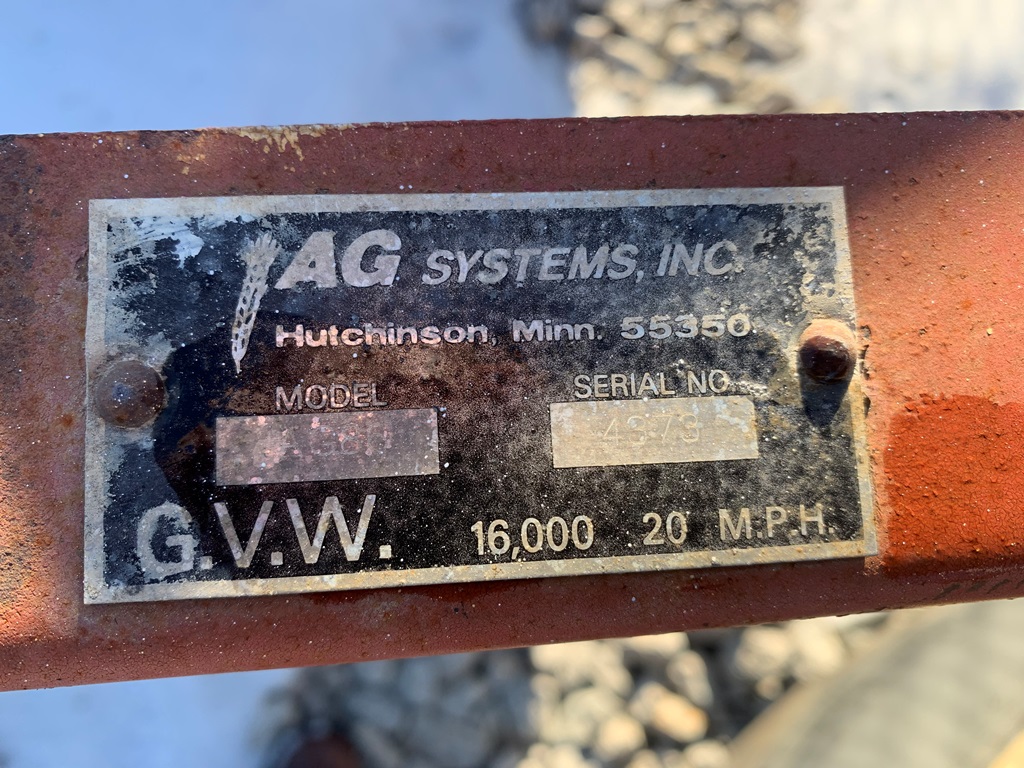 AG SYSTEMS, INC.
Hutchinson, Minn. 55350
MODEL SERIAL NO.
G.V.W. 16,000 20 M.P.H.